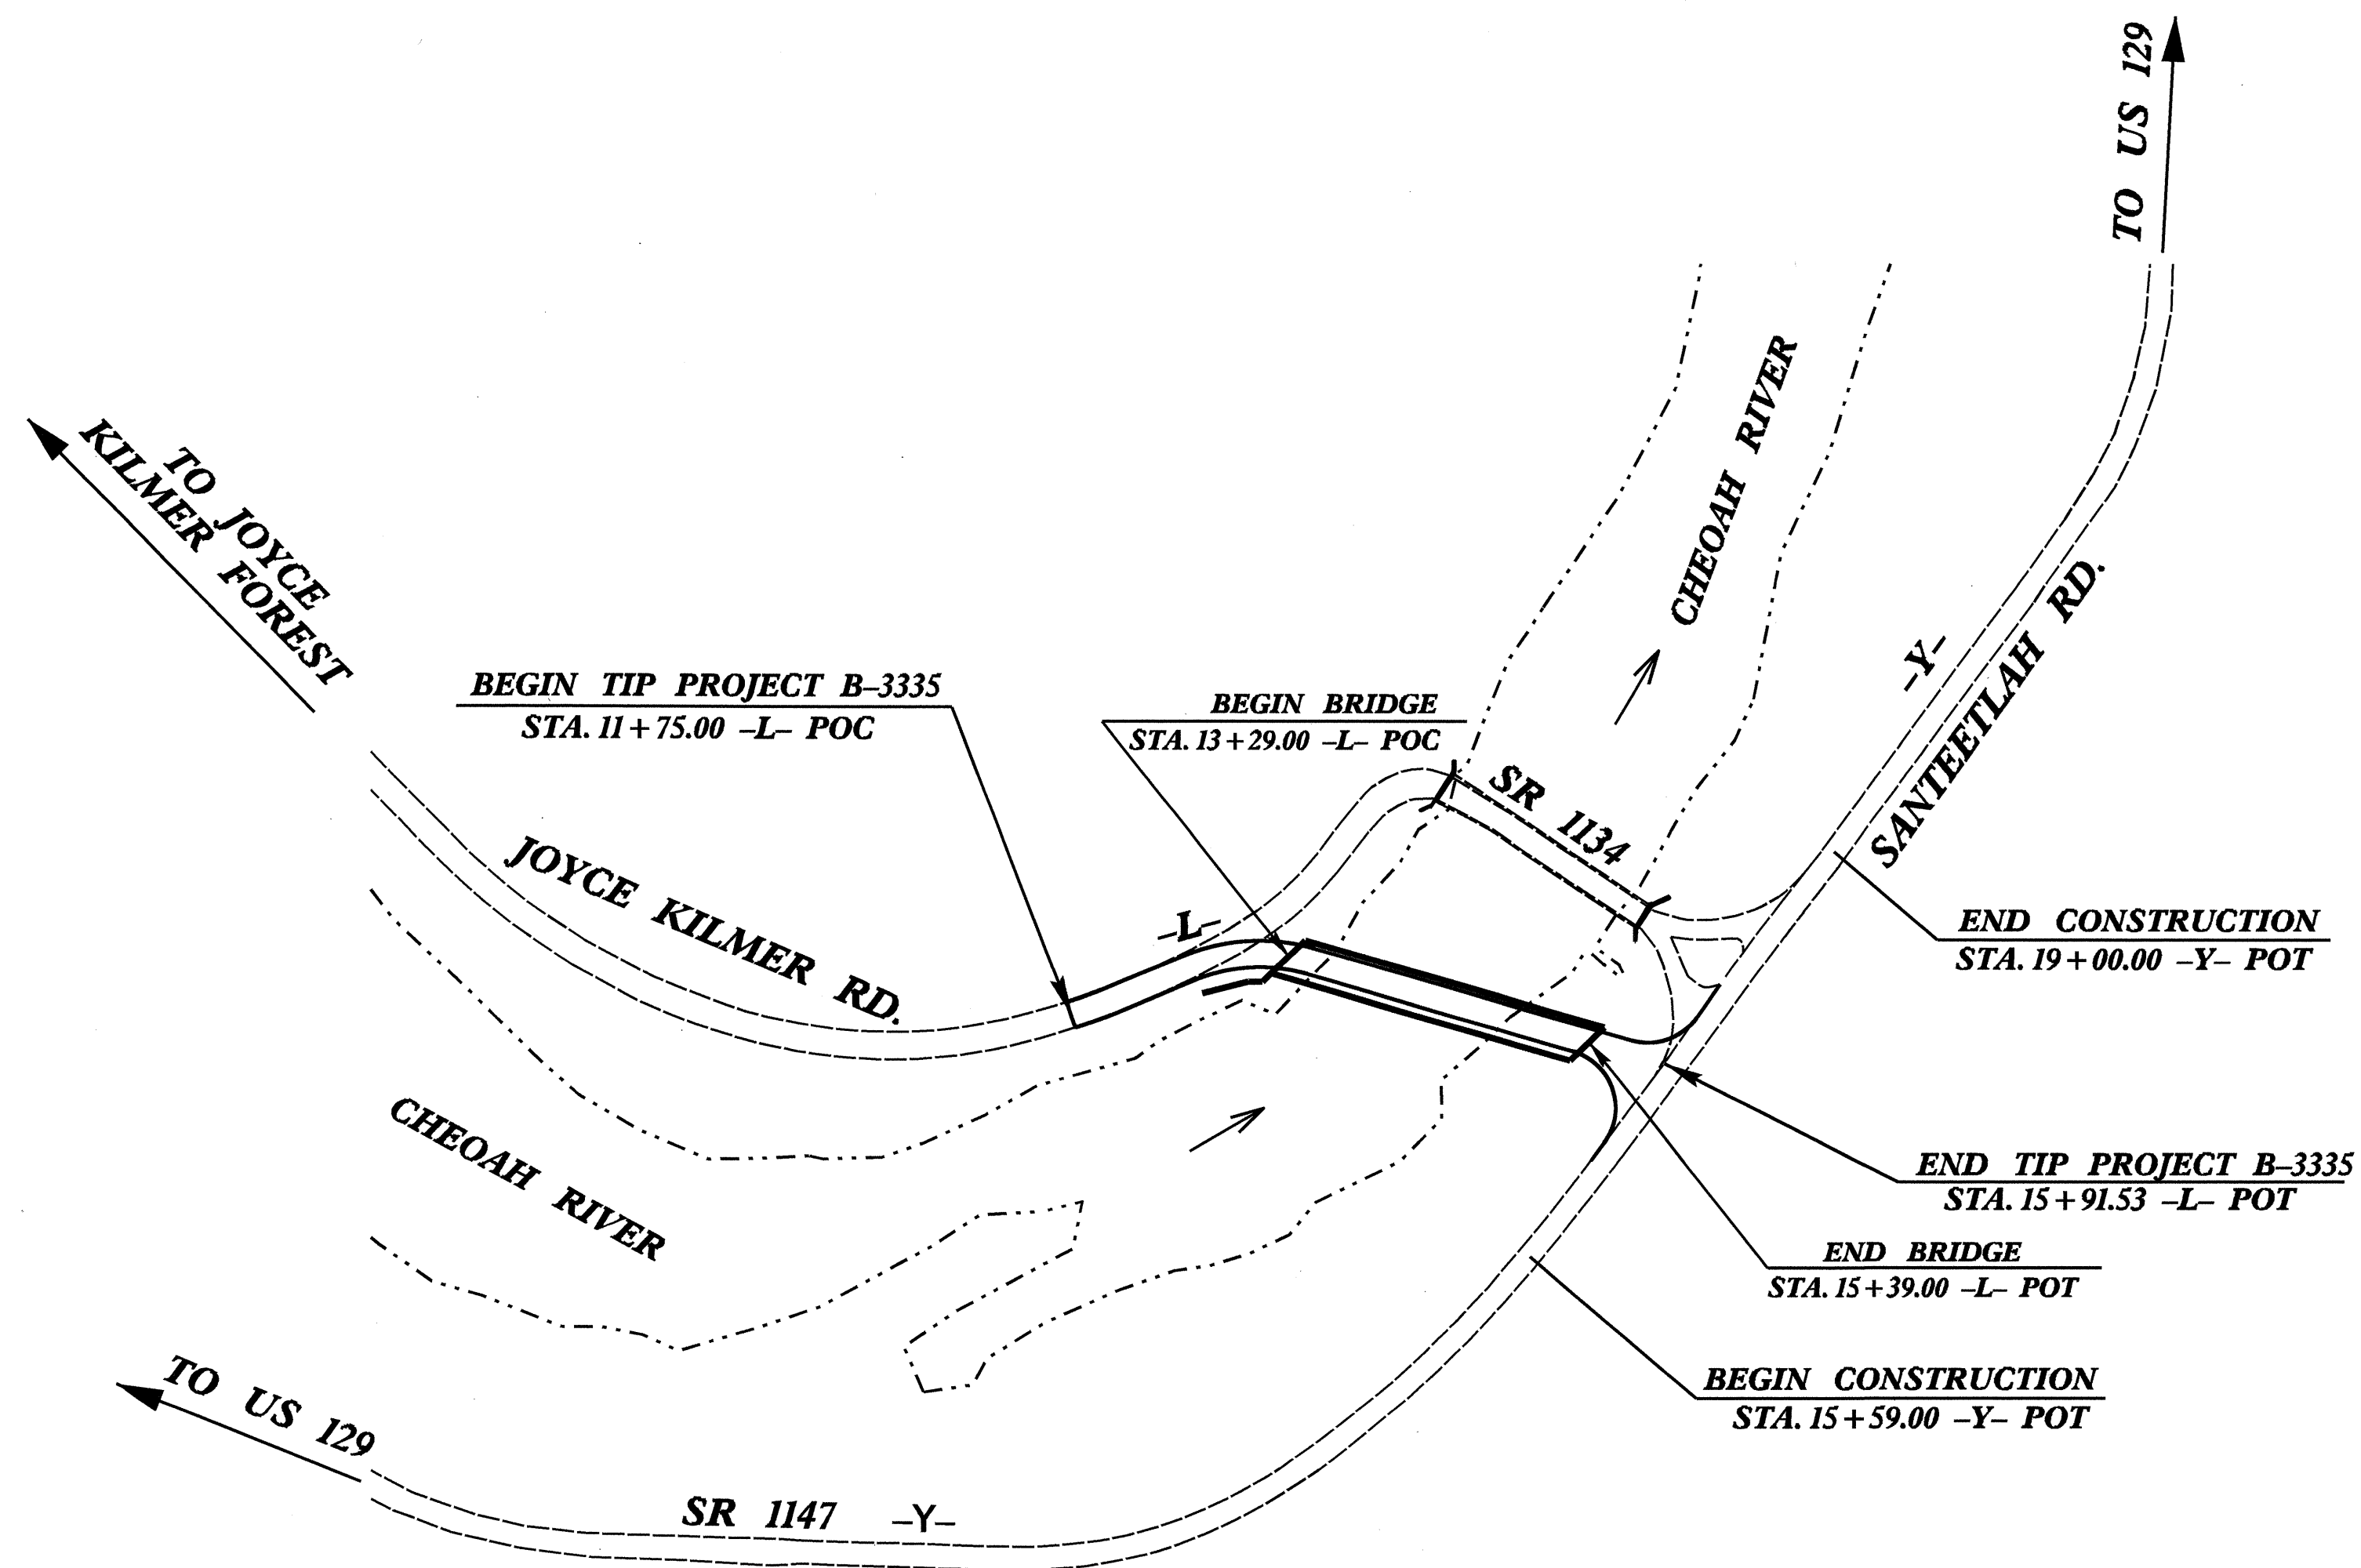 TO US 129
TO JOYCE
KILMER FOREST
CHEOAH RIVER
-Y-
SANTEETLAH RD.
BEGIN TIP PROJECT B-3335
STA. 11+75.00 -L- POC
BEGIN BRIDGE
STA. 13+29.00 -L- POC
SR 1134
JOYCE KILMER RD.
-L-
END CONSTRUCTION
STA. 19+00.00 -Y- POT
CHEOAH RIVER
END TIP PROJECT B-3335
STA. 15+91.53 -L- POT
END BRIDGE
STA. 15+39.00 -L- POT
BEGIN CONSTRUCTION
STA. 15+59.00 -Y- POT
TO US 129
SR 1147 -Y-